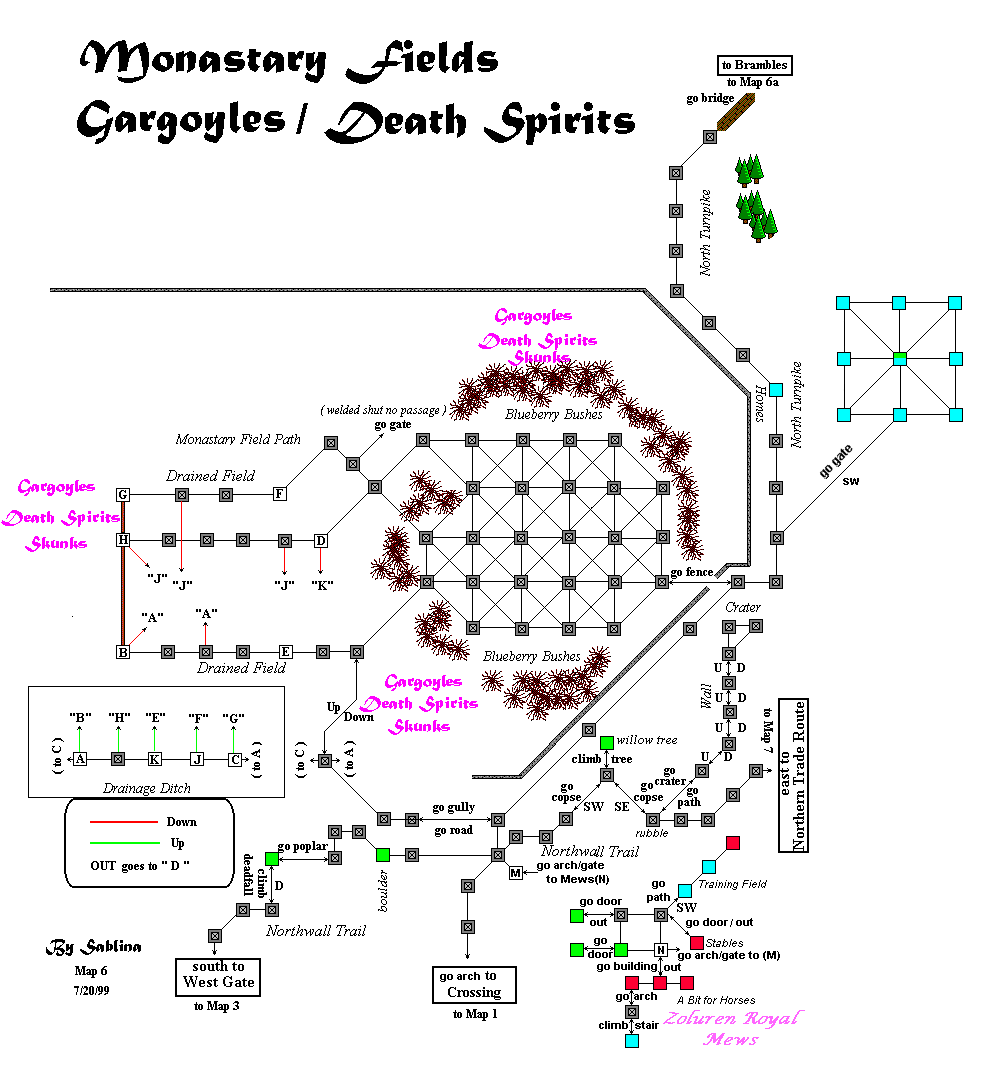 Monastary Fields
Gargoyles / Death Spirits
to Brambles
to Map 6a
go bridge
North Turnpike
Gargoyles
Death Spirits
Skunks
Blueberry Bushes
( welded shut no passage )
go gate
Monastary Field Path
Homes
North Turnpike
go gate
SW
Drained Field
G
F
Gargoyles
Death Spirits
Skunks
H
D
"J"
"J"
"J"
"K"
go fence
"A"
"A"
B
E
Drained Field
Crater
Blueberry Bushes
Gargoyles
Death Spirits
Skunks
Up
Down
U D
U D
U D
U D
Wall
to Map 7
east to
Northern Trade Route
"B" "H" "E" "F" "G"
( to C ) A K J C ( to A )
Drainage Ditch
( to C ) ( to A )
willow tree
climb tree
go copse
SW SE
go copse
go crater
go path
rubble
Down
Up
OUT goes to " D "
go gully
go road
go poplar
climb deadfall
D
boulder
Northwall Trail
M
go arch/gate
to Mews(N)
Northwall Trail
go path
SW
Training Field
go door
out
go door / out
Stables
go door
N
go arch/gate to (M)
go building out
go arch
A Bit for Horses
climb stair
Zoluren Royal
Mews
By Sablina
Map 6
7/20/99
south to
West Gate
to Map 3
go arch to
Crossing
to Map 1